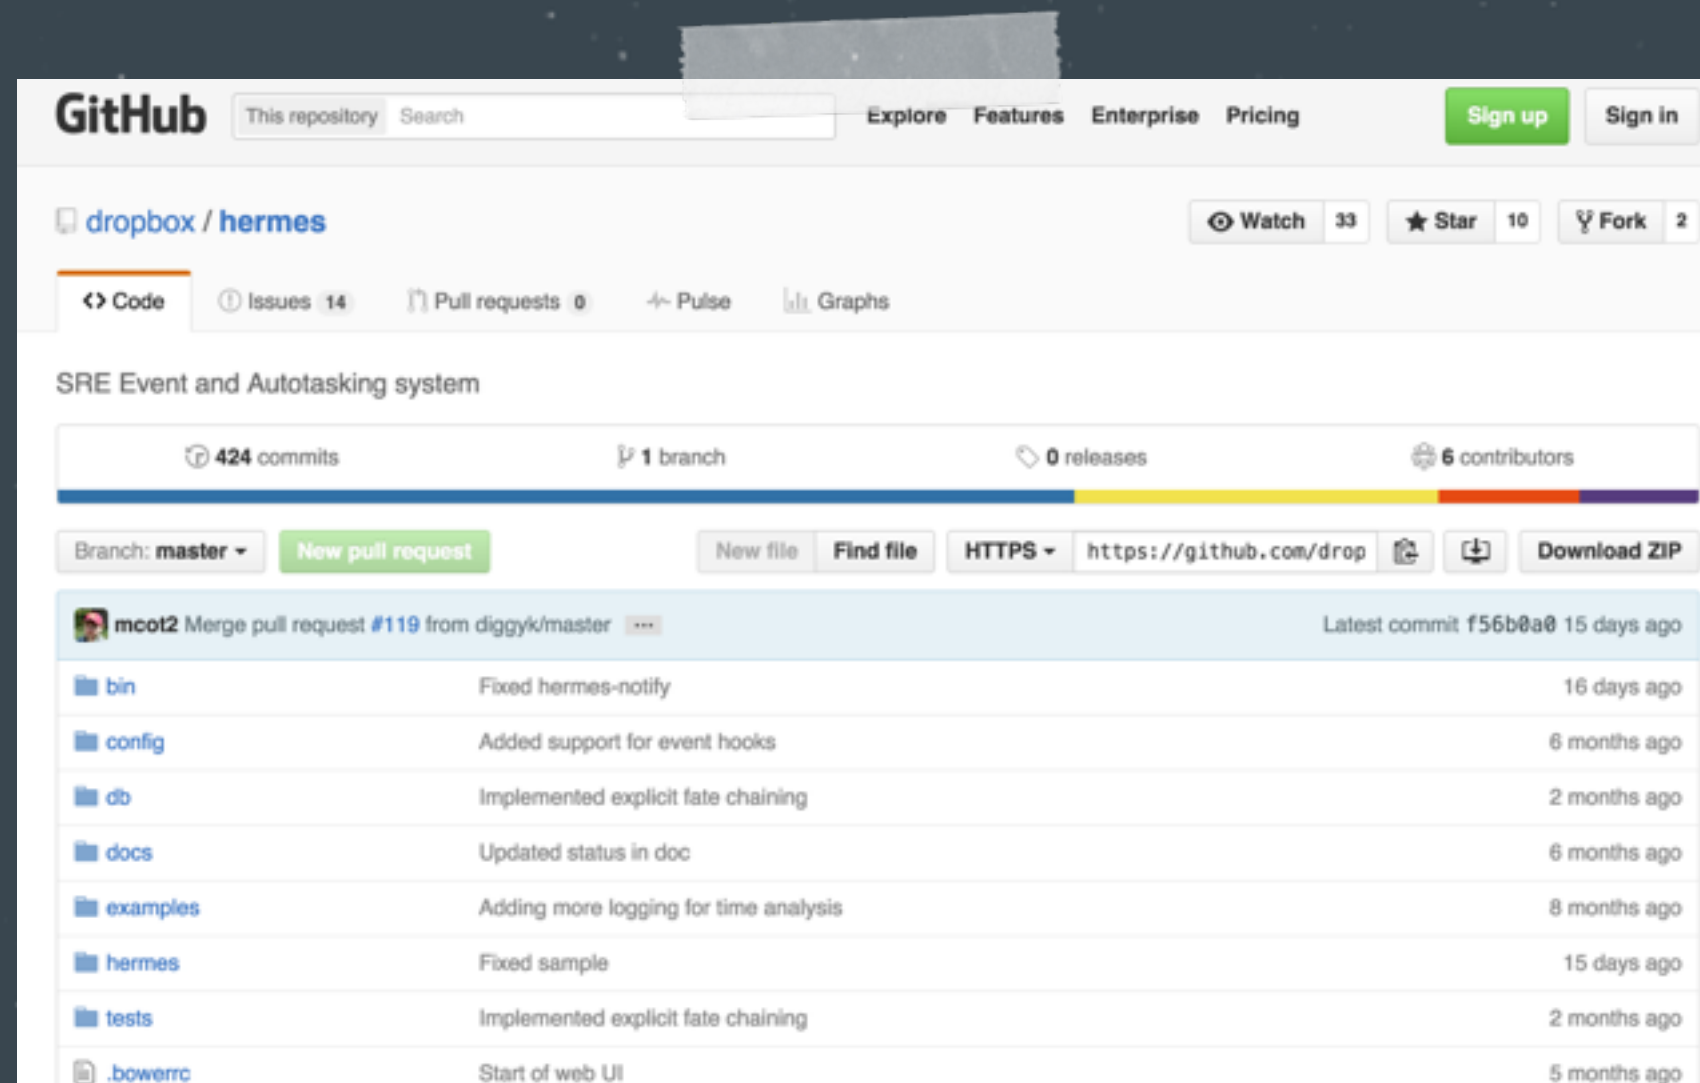 GitHub This repository Search Explore Features Enterprise Pricing Sign up Sign in
dropbox / hermes Watch 33 Star 10 Fork 2
Code Issues 14 Pull requests 0 Pulse Graphs
SRE Event and Autotasking system
424 commits 1 branch 0 releases 6 contributors
Branch: master New pull request New file Find file HTTPS https://github.com/drop Download ZIP
mcot2 Merge pull request #119 from diggyk/master ... Latest commit f56b0a0 15 days ago
bin Fixed hermes-notify 16 days ago
config Added support for event hooks 6 months ago
db Implemented explicit fate chaining 2 months ago
docs Updated status in doc 6 months ago
examples Adding more logging for time analysis 8 months ago
hermes Fixed sample 15 days ago
tests Implemented explicit fate chaining 2 months ago
.bowerrc Start of web UI 5 months ago